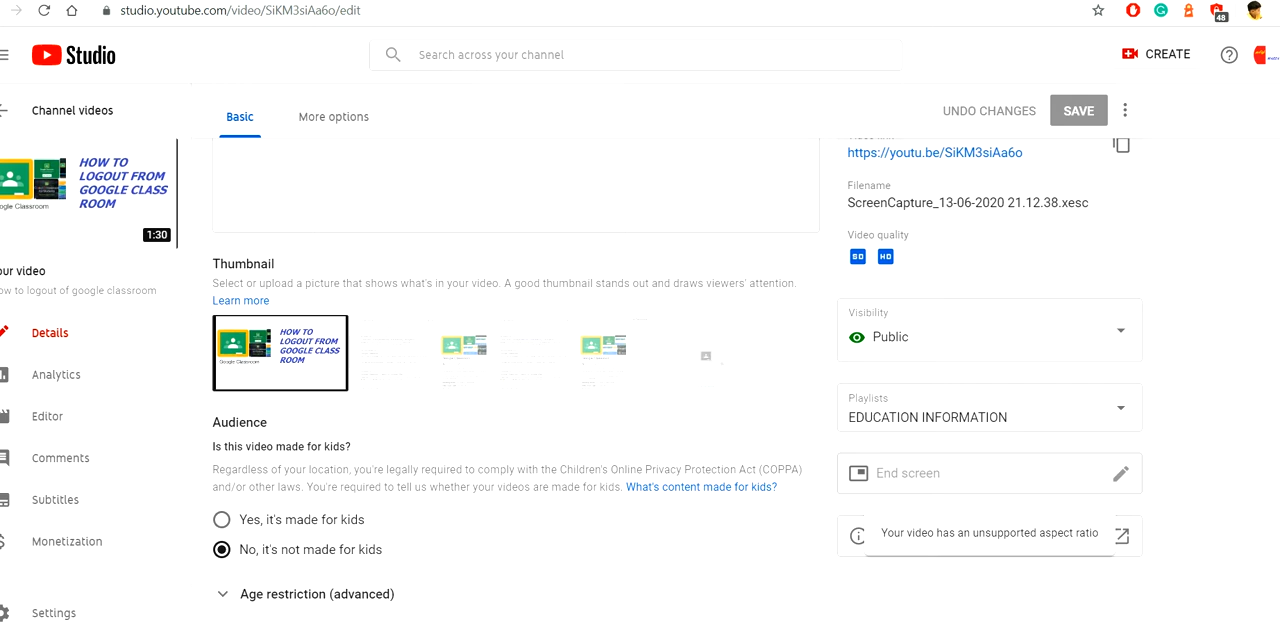 studio.youtube.com/video/SiKM3siAa6o/edit
48
Studio
Search across your channel
CREATE
Channel videos
Basic
More options
UNDO CHANGES
SAVE
HOW TO
LOGOUT FROM
GOOGLE CLASS
ROOM
ogle Classroom
1:30
our video
ow to logout of google classroom
Details
Analytics
Editor
Comments
Subtitles
Monetization
Settings
Thumbnail
Select or upload a picture that shows what's in your video. A good thumbnail stands out and draws viewers' attention.
Learn more
HOW TO
LOGOUT FROM
GOOGLE CLASS
ROOM
Google Classroom
Audience
Is this video made for kids?
Regardless of your location, you're legally required to comply with the Children's Online Privacy Protection Act (COPPA)
and/or other laws. You're required to tell us whether your videos are made for kids. What's content made for kids?
Yes, it's made for kids
No, it's not made for kids
Age restriction (advanced)
https://youtu.be/SiKM3siAa6o
Filename
ScreenCapture_13-06-2020 21.12.38.xesc
Video quality
SD HD
Visibility
Public
Playlists
EDUCATION INFORMATION
End screen
Your video has an unsupported aspect ratio